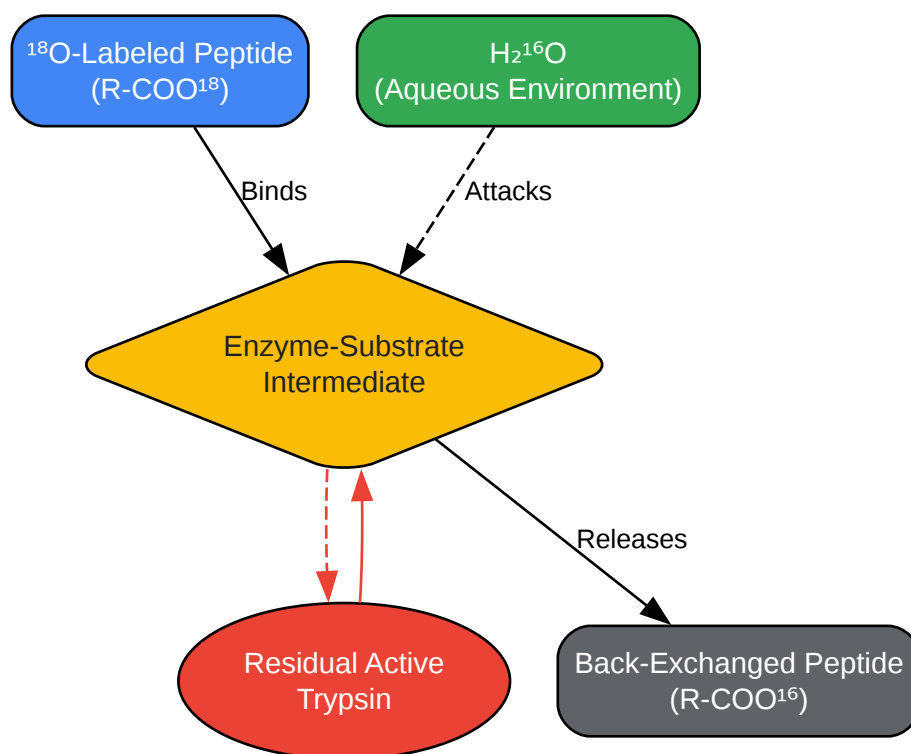 ¹⁸O-Labeled Peptide
(R-COO¹⁸)
H₂¹⁶O
(Aqueous Environment)
Binds
Attacks
Enzyme-Substrate
Intermediate
Releases
Residual Active
Trypsin
Back-Exchanged Peptide
(R-COO¹⁶)